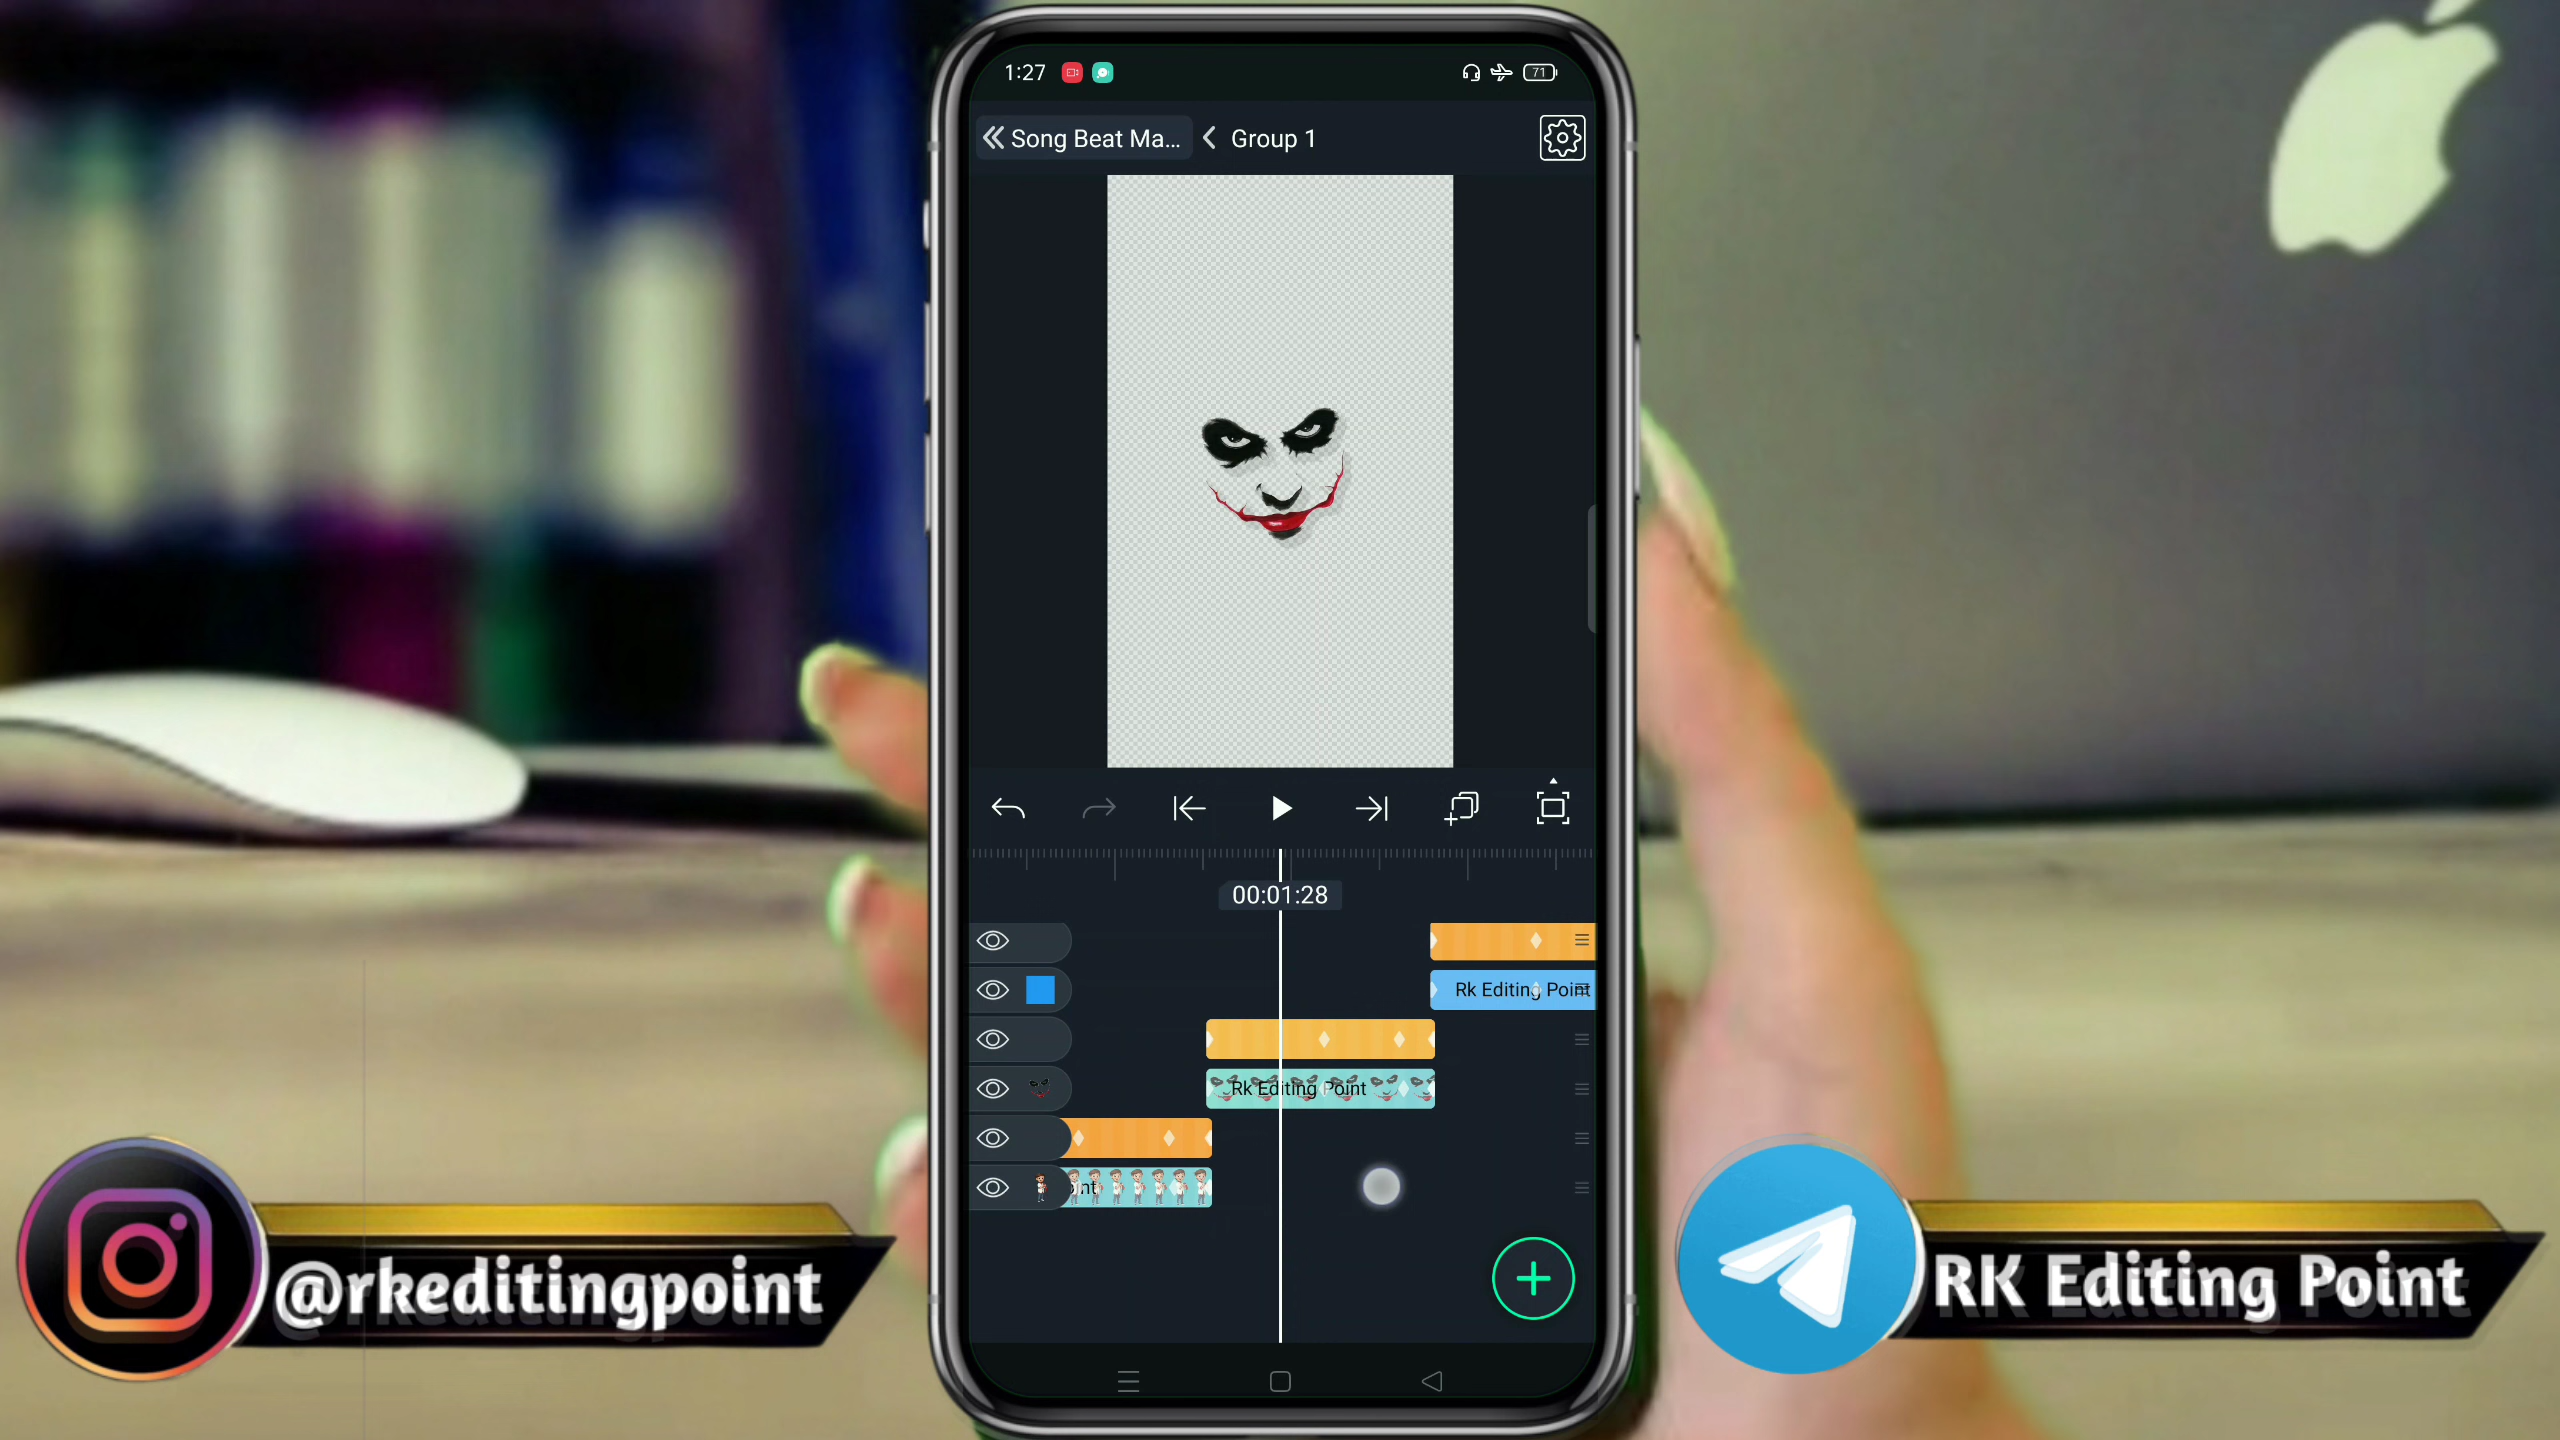 1:27
71
Song Beat Ma...
Group 1
00:01:28
Rk Editing Point
Rk Editing Point
@rkeditingpoint
RK Editing Point